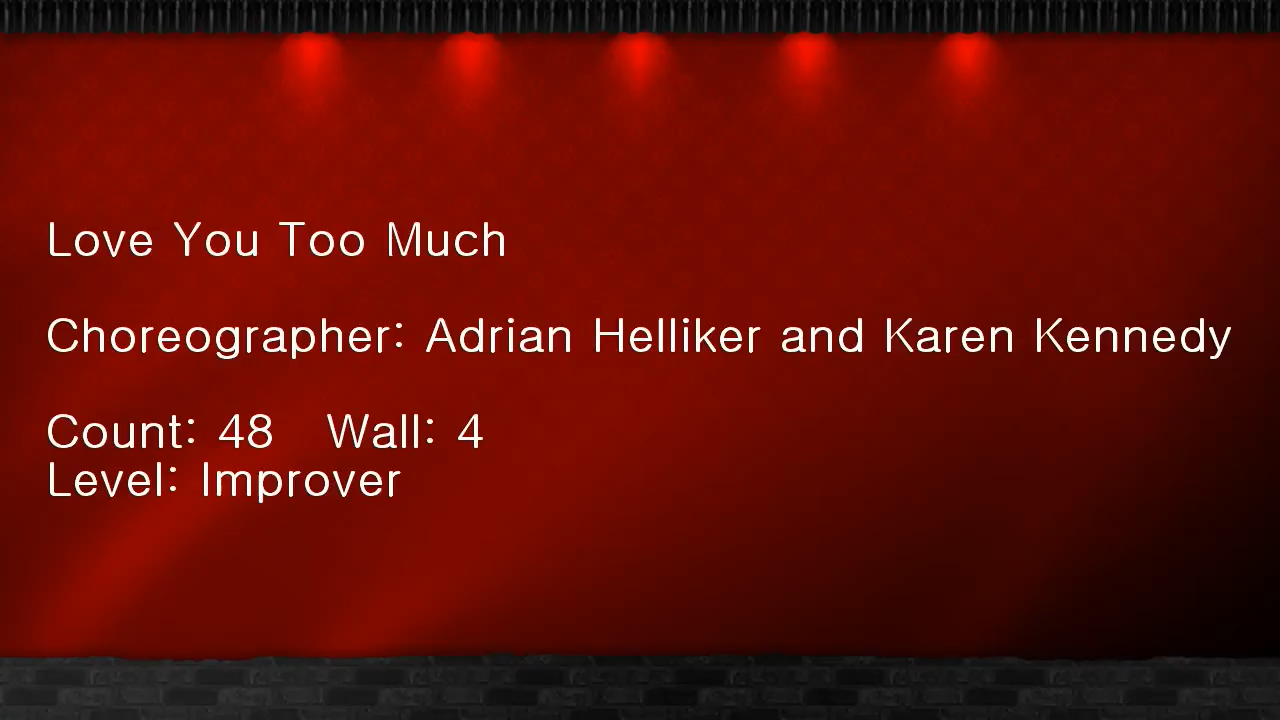 Love You Too Much
Choreographer: Adrian Helliker and Karen Kennedy
Count: 48   Wall: 4
Level: Improver